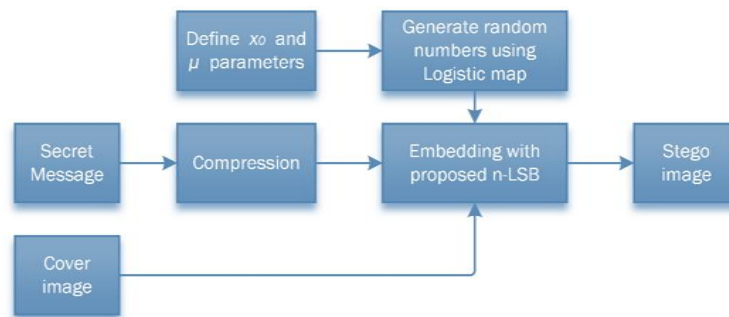 Define x₀ and
μ parameters
Generate random
numbers using
Logistic map
Secret
Message
Compression
Embedding with
proposed n-LSB
Stego
image
Cover
image